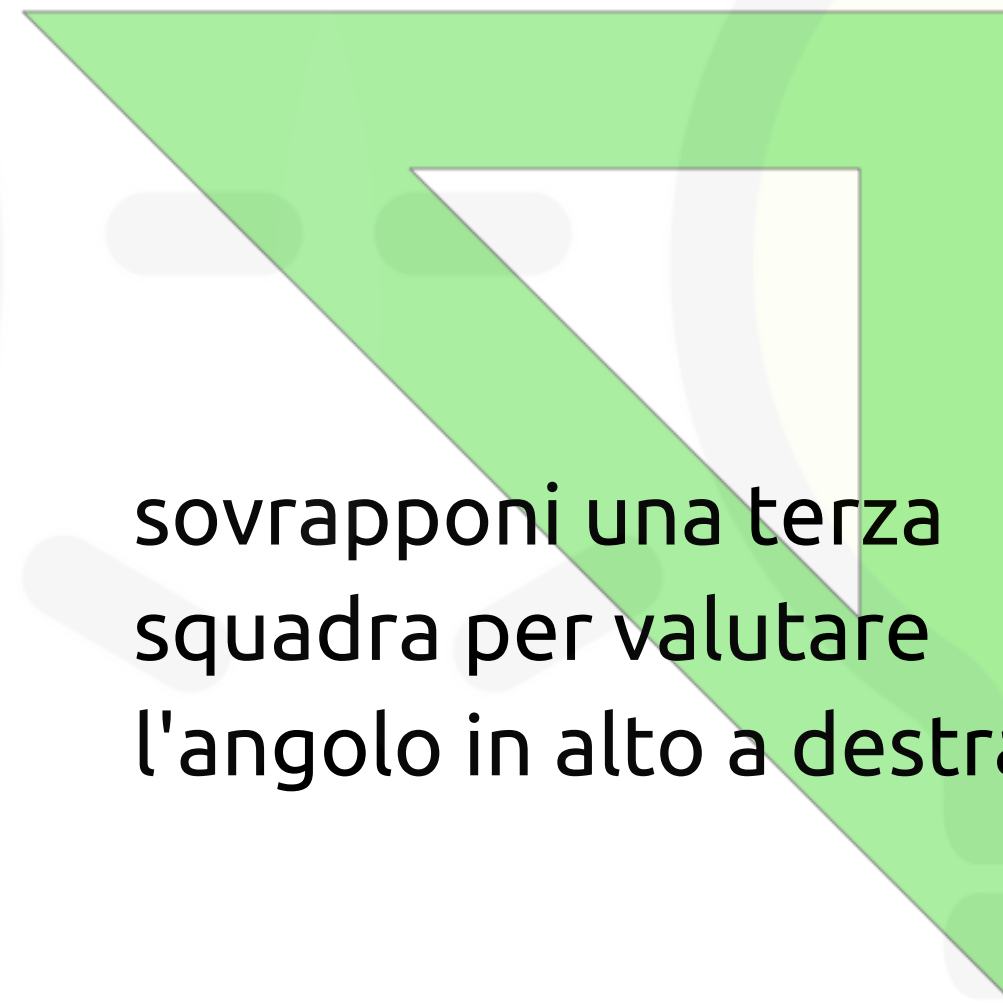 sovrapponi una terza
squadra per valutare
l'angolo in alto a destra